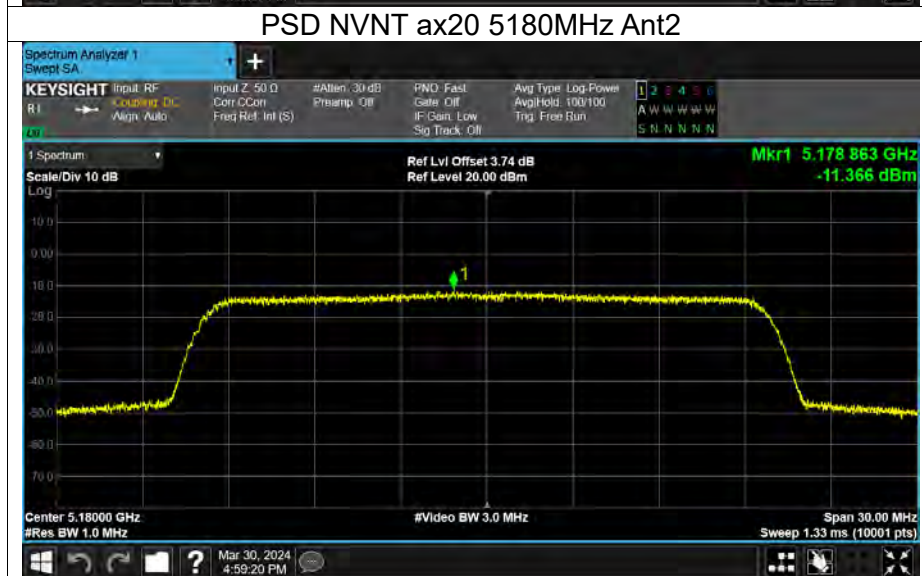 PSD NVNT ax20 5180MHz Ant2
Spectrum Analyzer 1
Swept SA
+
KEYSIGHT Input: RF Input Z: 50 Ω #Atten: 30 dB PNO: Fast Avg Type: Log-Power 1 2 3 4 5 6
RL Coupling: DC Corr CCorr Preamp: Off Gate: Off Avg|Hold: 100/100 A W W W W W
Align: Auto Freq Ref: Int (S) IF Gain: Low Trig: Free Run
Sig Track: Off S N N N N N
1 Spectrum
Scale/Div 10 dB
Ref Lvl Offset 3.74 dB
Ref Level 20.00 dBm
Mkr1 5.178 863 GHz
-11.366 dBm
Log
10.0
0.00
-10.0
-20.0
-30.0
-40.0
-50.0
-60.0
-70.0
1
Center 5.18000 GHz #Video BW 3.0 MHz Span 30.00 MHz
#Res BW 1.0 MHz Sweep 1.33 ms (10001 pts)
?
Mar 30, 2024
4:59:20 PM